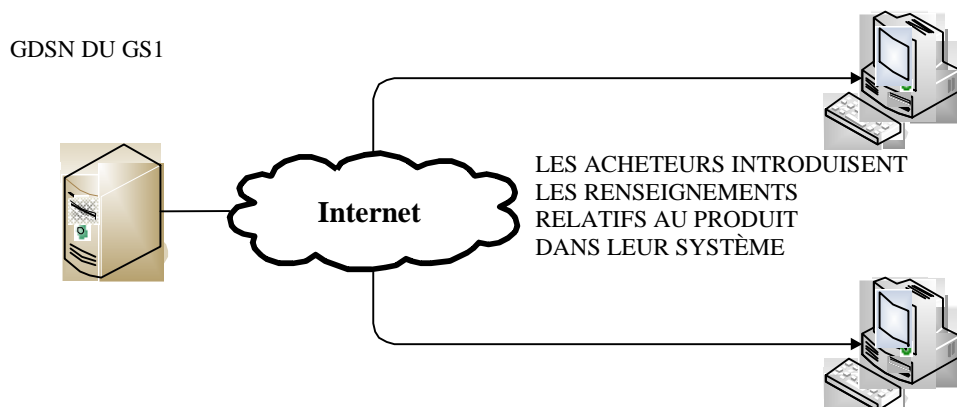 GDSN DU GS1
Internet
LES ACHETEURS INTRODUISENT
LES RENSEIGNEMENTS
RELATIFS AU PRODUIT
DANS LEUR SYSTÈME